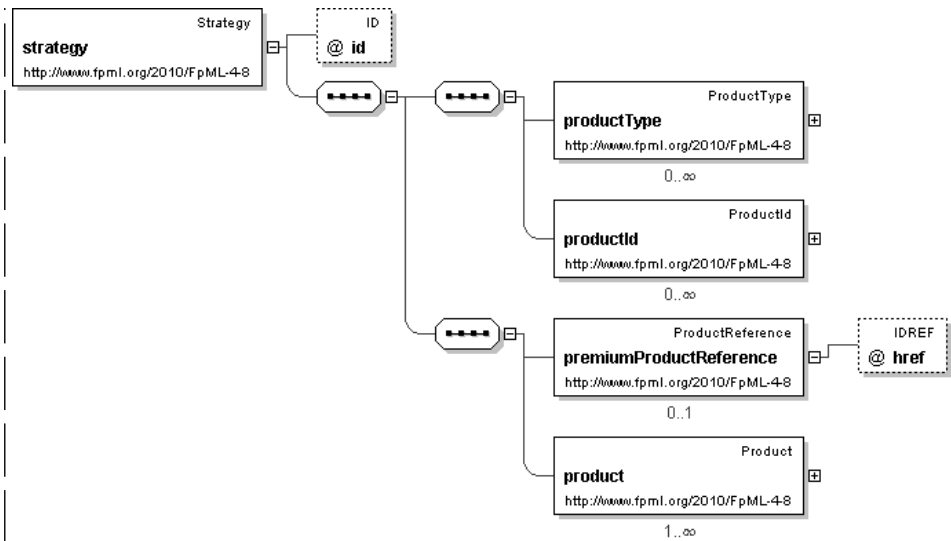 Strategy
strategy
http://www.fpml.org/2010/FpML-4-8
ID
@ id
ProductType
productType
http://www.fpml.org/2010/FpML-4-8
0..∞
ProductId
productId
http://www.fpml.org/2010/FpML-4-8
0..∞
ProductReference
premiumProductReference
http://www.fpml.org/2010/FpML-4-8
0..1
IDREF
@ href
Product
product
http://www.fpml.org/2010/FpML-4-8
1..∞